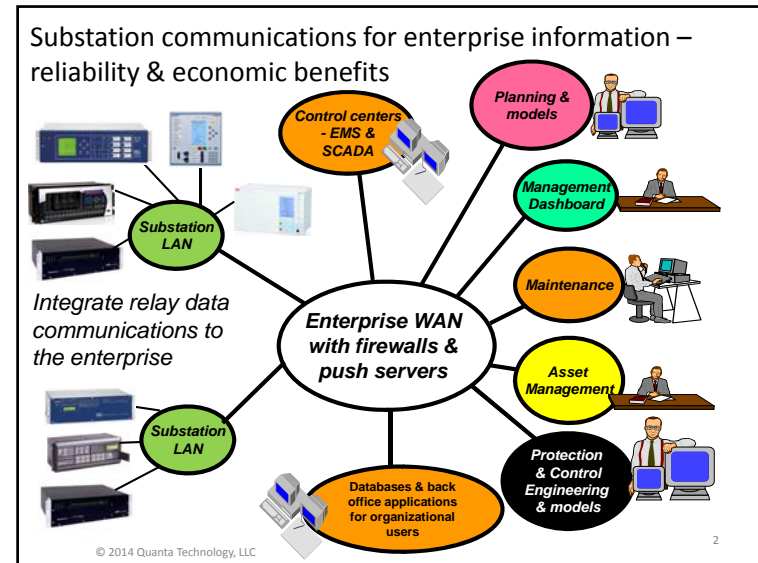 Substation communications for enterprise information –
reliability & economic benefits
Control centers
- EMS &
SCADA
Planning &
models
Management
Dashboard
Substation
LAN
Integrate relay data
communications to
the enterprise
Enterprise WAN
with firewalls &
push servers
Maintenance
Asset
Management
Substation
LAN
Protection
& Control
Engineering
& models
Databases & back
office applications
for organizational
users
© 2014 Quanta Technology, LLC
2